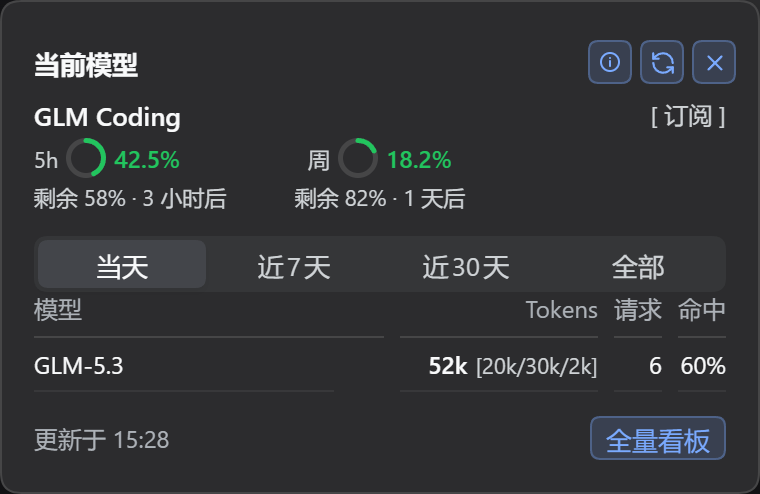 当前模型
GLM Coding [ 订阅 ]
5h 42.5% 周 18.2%
剩余 58% · 3 小时后 剩余 82% · 1 天后
当天 近7天 近30天 全部
模型 Tokens 请求 命中
GLM-5.3 52k [20k/30k/2k] 6 60%
更新于 15:28 全量看板